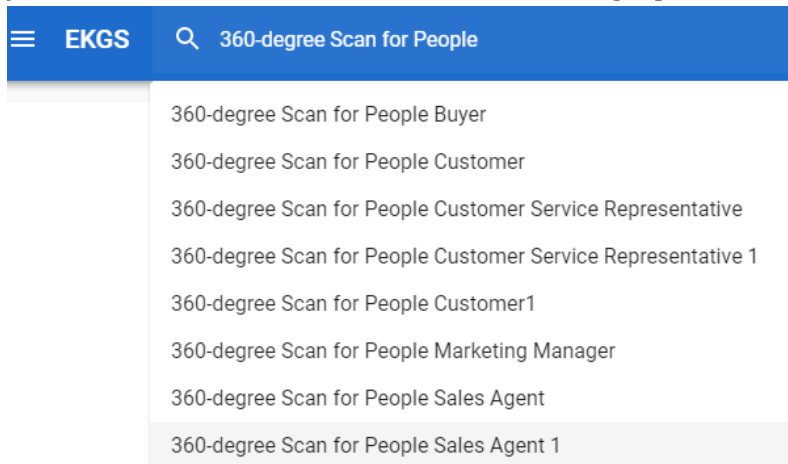 EKGS
360-degree Scan for People
360-degree Scan for People Buyer
360-degree Scan for People Customer
360-degree Scan for People Customer Service Representative
360-degree Scan for People Customer Service Representative 1
360-degree Scan for People Customer1
360-degree Scan for People Marketing Manager
360-degree Scan for People Sales Agent
360-degree Scan for People Sales Agent 1